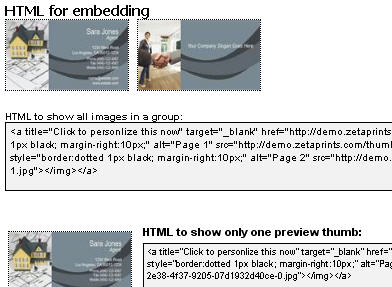 HTML for embedding
Sara Jones
Agent
Your Company Slogan Goes Here
HTML to show all images in a group:
<a title="Click to personlize this now" target="_blank" href="http://demo.zetaprints
1px black; margin-right:10px;" alt="Page 1" src="http://demo.zetaprints.com/thumb
style="border:dotted 1px black; margin-right:10px;" alt="Page 2" src="http://demo.
1.jpg"></img></a>
HTML to show only one preview thumb:
Sara Jones
Agent
<a title="Click to personlize this now" target="_blank" href="
style="border:dotted 1px black; margin-right:10px;" alt="Pag
2e38-4f37-9205-07d1932d40ce-0.jpg"></img></a>